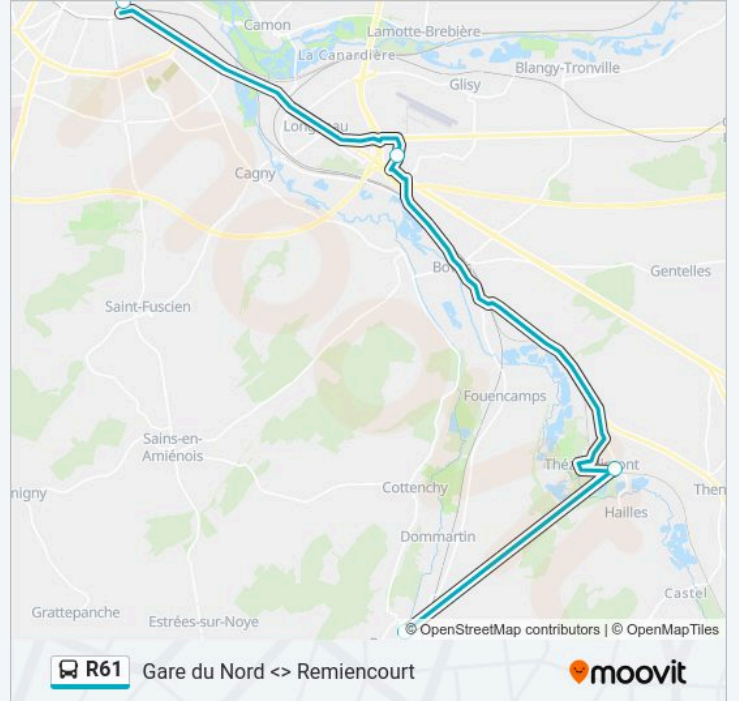 Camon
Lamotte-Brebière
La Canardière
Blangy-Tronville
Glisy
Cagny
Gentelles
Saint-Fuscien
Fouencamps
Sains-en-
Amiénois
Cottenchy
Hailles
Dommartin
Castel
Grattepanche
Estrées-sur-Noye
© OpenStreetMap contributors | © OpenMapTiles
R61 Gare du Nord <> Remiencourt
moovit